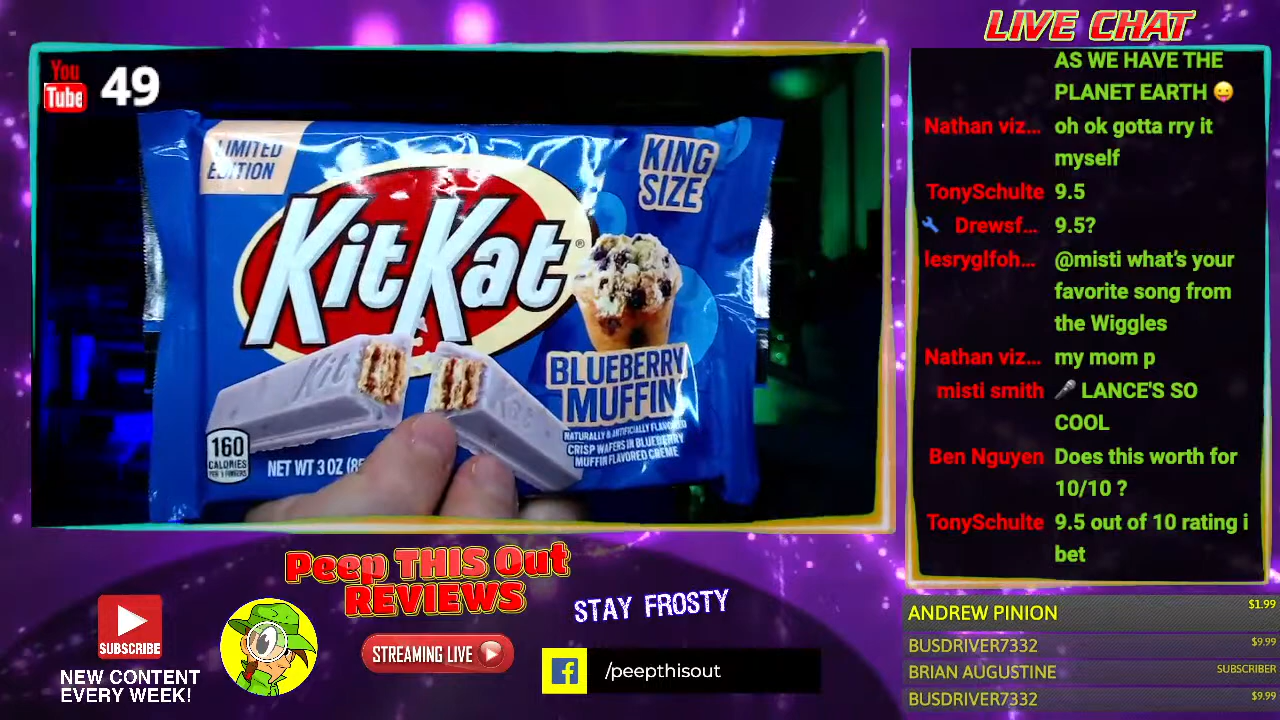 LIVE CHAT
You
Tube
49
LIMITED
EDITION
KING
SIZE
KitKat®
Kit
BLUEBERRY
MUFFIN
NATURALLY & ARTIFICIALLY FLAVORED
CRISP WAFERS IN BLUEBERRY
MUFFIN FLAVORED CREME
160
CALORIES
NET WT 3 OZ
AS WE HAVE THE
PLANET EARTH 😛
Nathan viz... oh ok gotta rry it
myself
TonySchulte 9.5
Drewsf... 9.5?
lesryglfoh... @misti what's your
favorite song from
the Wiggles
Nathan viz... my mom p
misti smith 🎤 LANCE'S SO
COOL
Ben Nguyen Does this worth for
10/10 ?
TonySchulte 9.5 out of 10 rating i
bet
Peep THIS Out
REVIEWS
STAY FROSTY
SUBSCRIBE
NEW CONTENT
EVERY WEEK!
STREAMING LIVE
/peepthisout
ANDREW PINION $1.99
BUSDRIVER7332 $9.99
BRIAN AUGUSTINE SUBSCRIBER
BUSDRIVER7332 $9.99